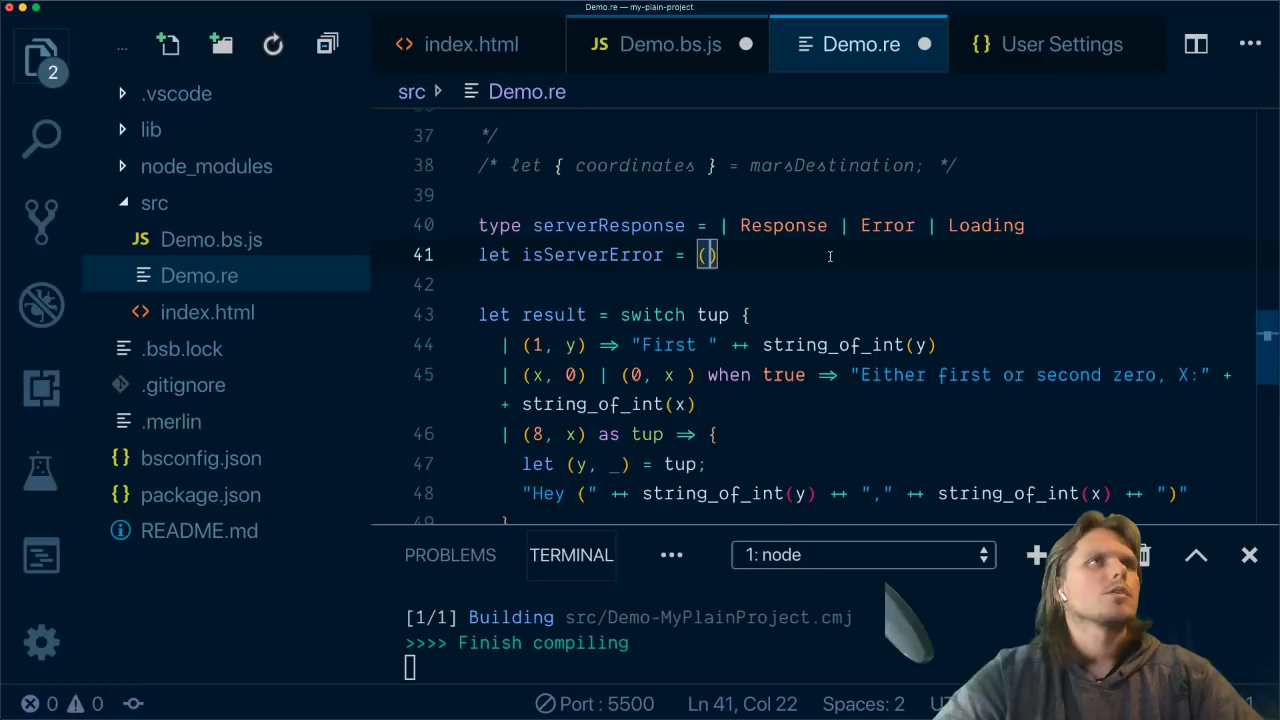 Demo.re — my-plain-project
index.html
JS Demo.bs.js
Demo.re
{} User Settings
...
src
Demo.re
2
.vscode
lib
node_modules
src
JS Demo.bs.js
Demo.re
<> index.html
.bsb.lock
.gitignore
.merlin
{} bsconfig.json
{} package.json
README.md
37 */
38 /* let { coordinates } = marsDestination; */
39
40 type serverResponse = | Response | Error | Loading
41 let isServerError = ()
42
43 let result = switch tup {
44 | (1, y) => "First " ++ string_of_int(y)
45 | (x, 0) | (0, x ) when true => "Either first or second zero, X:" +
+ string_of_int(x)
46 | (8, x) as tup => {
47 let (y, _) = tup;
48 "Hey (" ++ string_of_int(y) ++ "," ++ string_of_int(x) ++ ")"
49 }
PROBLEMS
TERMINAL
...
1: node
[1/1] Building src/Demo-MyPlainProject.cmj
>>>> Finish compiling
0 0
Port : 5500
Ln 41, Col 22
Spaces: 2